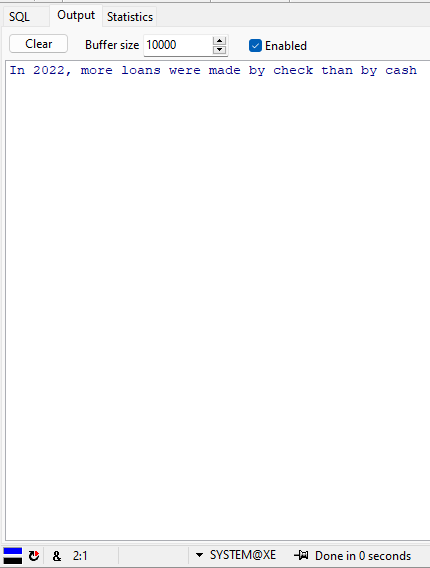 SQL Output Statistics
Clear Buffer size 10000 Enabled
In 2022, more loans were made by check than by cash
& 2:1 SYSTEM@XE Done in 0 seconds